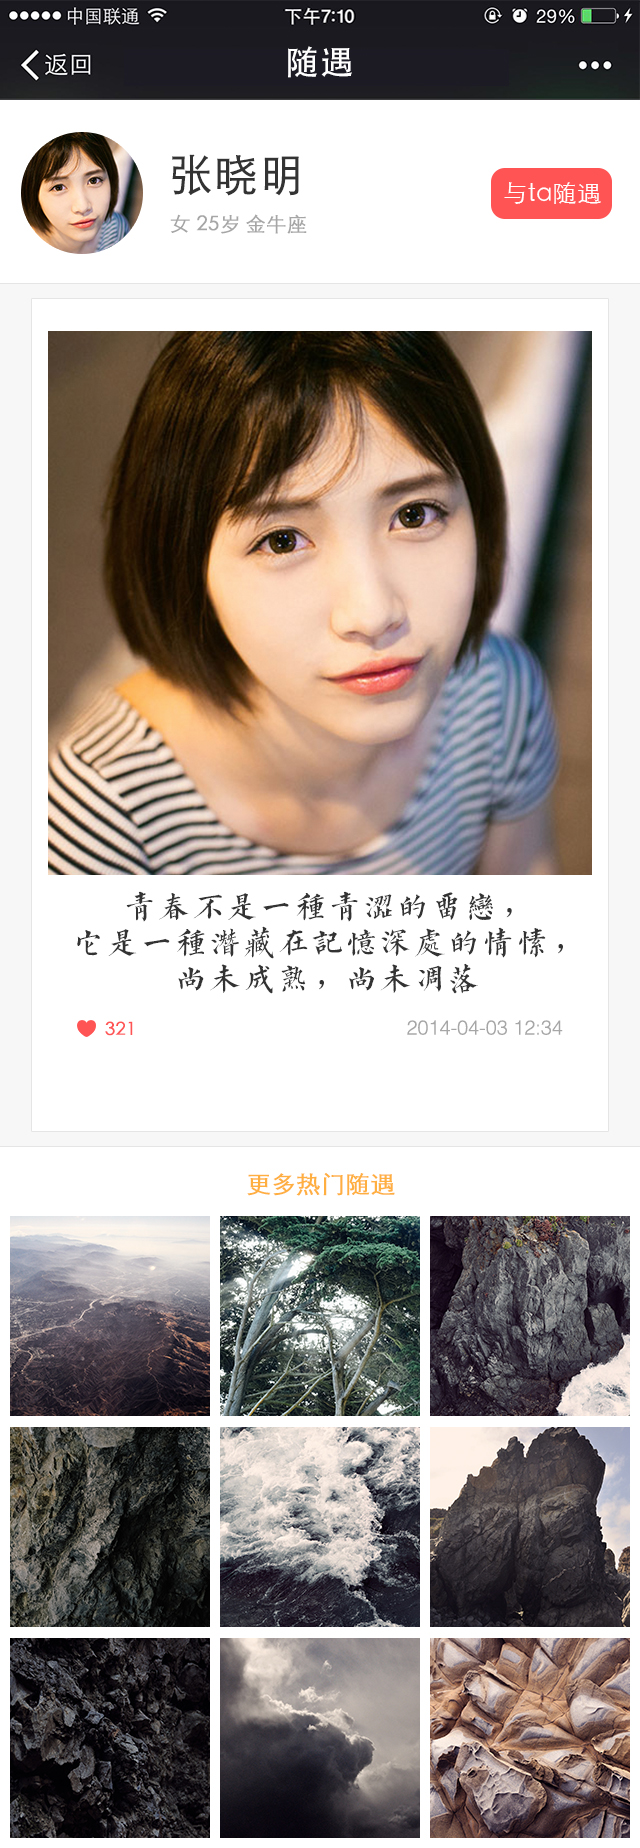 中国联通
下午7:10
29%
返回
随遇
张晓明
女 25岁 金牛座
与ta随遇
青春不是一種青澀的畱戀，
它是一種潛藏在記憶深處的情愫，
尚未成熟，尚未凋落
321
2014-04-03 12:34
更多热门随遇